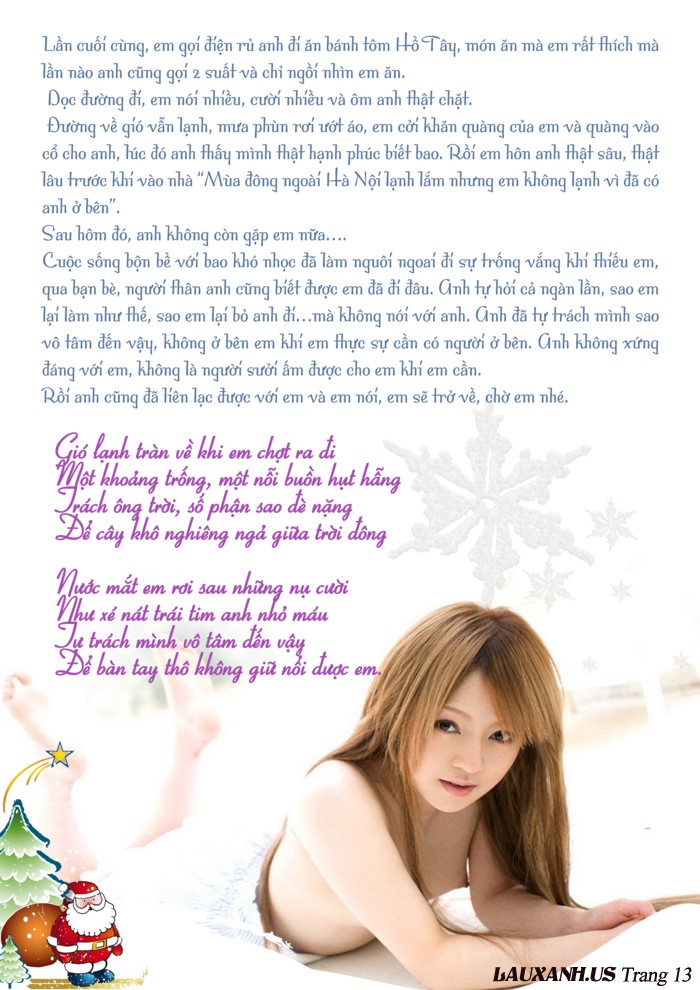 Lần cuối cùng, em gọi điện rủ anh đi ăn bánh tôm Hồ Tây, món ăn mà em rất thích mà
lần nào anh cũng gọi 2 suất và chỉ ngồi nhìn em ăn.
Dọc đường đi, em nói nhiều, cười nhiều và ôm anh thật chặt.
Đường về gió vẫn lạnh, mưa phùn rơi ướt áo, em cởi khăn quàng của em và quàng vào
cổ cho anh, lúc đó anh thấy mình thật hạnh phúc biết bao. Rồi em hôn anh thật sâu, thật
lâu trước khi vào nhà “Mùa đông ngoài Hà Nội lạnh lắm nhưng em không lạnh vì đã có
anh ở bên”.
Sau hôm đó, anh không còn gặp em nữa….
Cuộc sống bộn bề với bao khó nhọc đã làm nguôi ngoai đi sự trống vắng khi thiếu em,
qua bạn bè, người thân anh cũng biết được em đã đi đâu. Anh tự hỏi cả ngàn lần, sao em
lại làm như thế, sao em lại bỏ anh đi…mà không nói với anh. Anh đã tự trách mình sao
vô tâm đến vậy, không ở bên em khi em thực sự cần có người ở bên. Anh không xứng
đáng với em, không là người sưởi ấm được cho em khi em cần.
Rồi anh cũng đã liên lạc được với em và em nói, em sẽ trở về, chờ em nhé.
Gió lạnh tràn về khi em chợt ra đi
Một khoảng trống, một nỗi buồn hụt hẫng
Trách ông trời, số phận sao đè nặng
Để cây khô nghiêng ngả giữa trời đông
Nước mắt em rơi sau những nụ cười
Như xé nát trái tim anh nhỏ máu
Tự trách mình vô tâm đến vậy
Để bàn tay thô không giữ nổi được em.
LAUXANH.US Trang 13